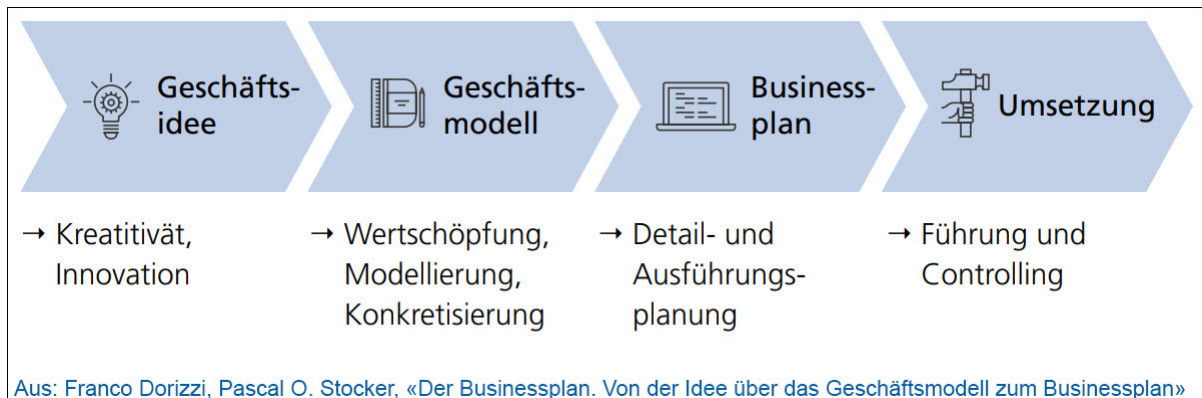 Geschäfts-
idee
Geschäfts-
modell
Business-
plan
Umsetzung
→ Kreatitivät,
Innovation
→ Wertschöpfung,
Modellierung,
Konkretisierung
→ Detail- und
Ausführungs-
planung
→ Führung und
Controlling
Aus: Franco Dorizzi, Pascal O. Stocker, «Der Businessplan. Von der Idee über das Geschäftsmodell zum Businessplan»